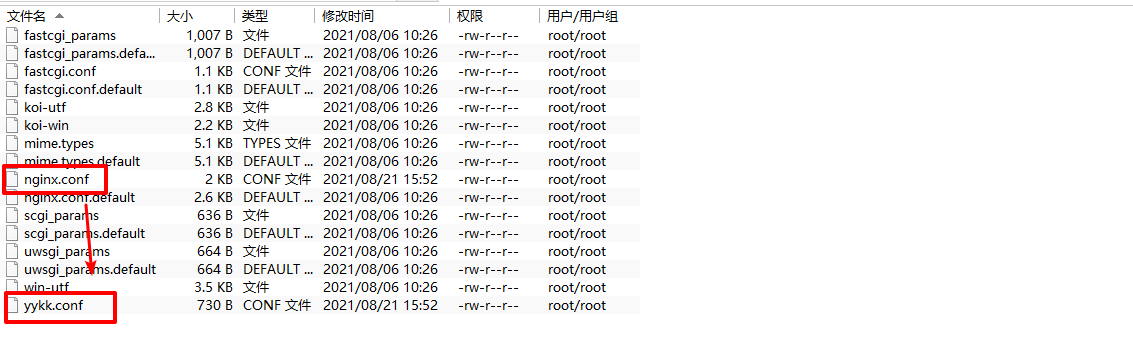 文件名 大小 类型 修改时间 权限 用户/用户组
fastcgi_params 1,007 B 文件 2021/08/06 10:26 -rw-r--r-- root/root
fastcgi_params.defa... 1,007 B DEFAULT ... 2021/08/06 10:26 -rw-r--r-- root/root
fastcgi.conf 1.1 KB CONF 文件 2021/08/06 10:26 -rw-r--r-- root/root
fastcgi.conf.default 1.1 KB DEFAULT ... 2021/08/06 10:26 -rw-r--r-- root/root
koi-utf 2.8 KB 文件 2021/08/06 10:26 -rw-r--r-- root/root
koi-win 2.2 KB 文件 2021/08/06 10:26 -rw-r--r-- root/root
mime.types 5.1 KB TYPES 文件 2021/08/06 10:26 -rw-r--r-- root/root
mime.types.default 5.1 KB DEFAULT ... 2021/08/06 10:26 -rw-r--r-- root/root
nginx.conf 2 KB CONF 文件 2021/08/21 15:52 -rw-r--r-- root/root
nginx.conf.default 2.6 KB DEFAULT ... 2021/08/06 10:26 -rw-r--r-- root/root
scgi_params 636 B 文件 2021/08/06 10:26 -rw-r--r-- root/root
scgi_params.default 636 B DEFAULT ... 2021/08/06 10:26 -rw-r--r-- root/root
uwsgi_params 664 B 文件 2021/08/06 10:26 -rw-r--r-- root/root
uwsgi_params.default 664 B DEFAULT ... 2021/08/06 10:26 -rw-r--r-- root/root
win-utf 3.5 KB 文件 2021/08/06 10:26 -rw-r--r-- root/root
yykk.conf 730 B CONF 文件 2021/08/21 15:52 -rw-r--r-- root/root